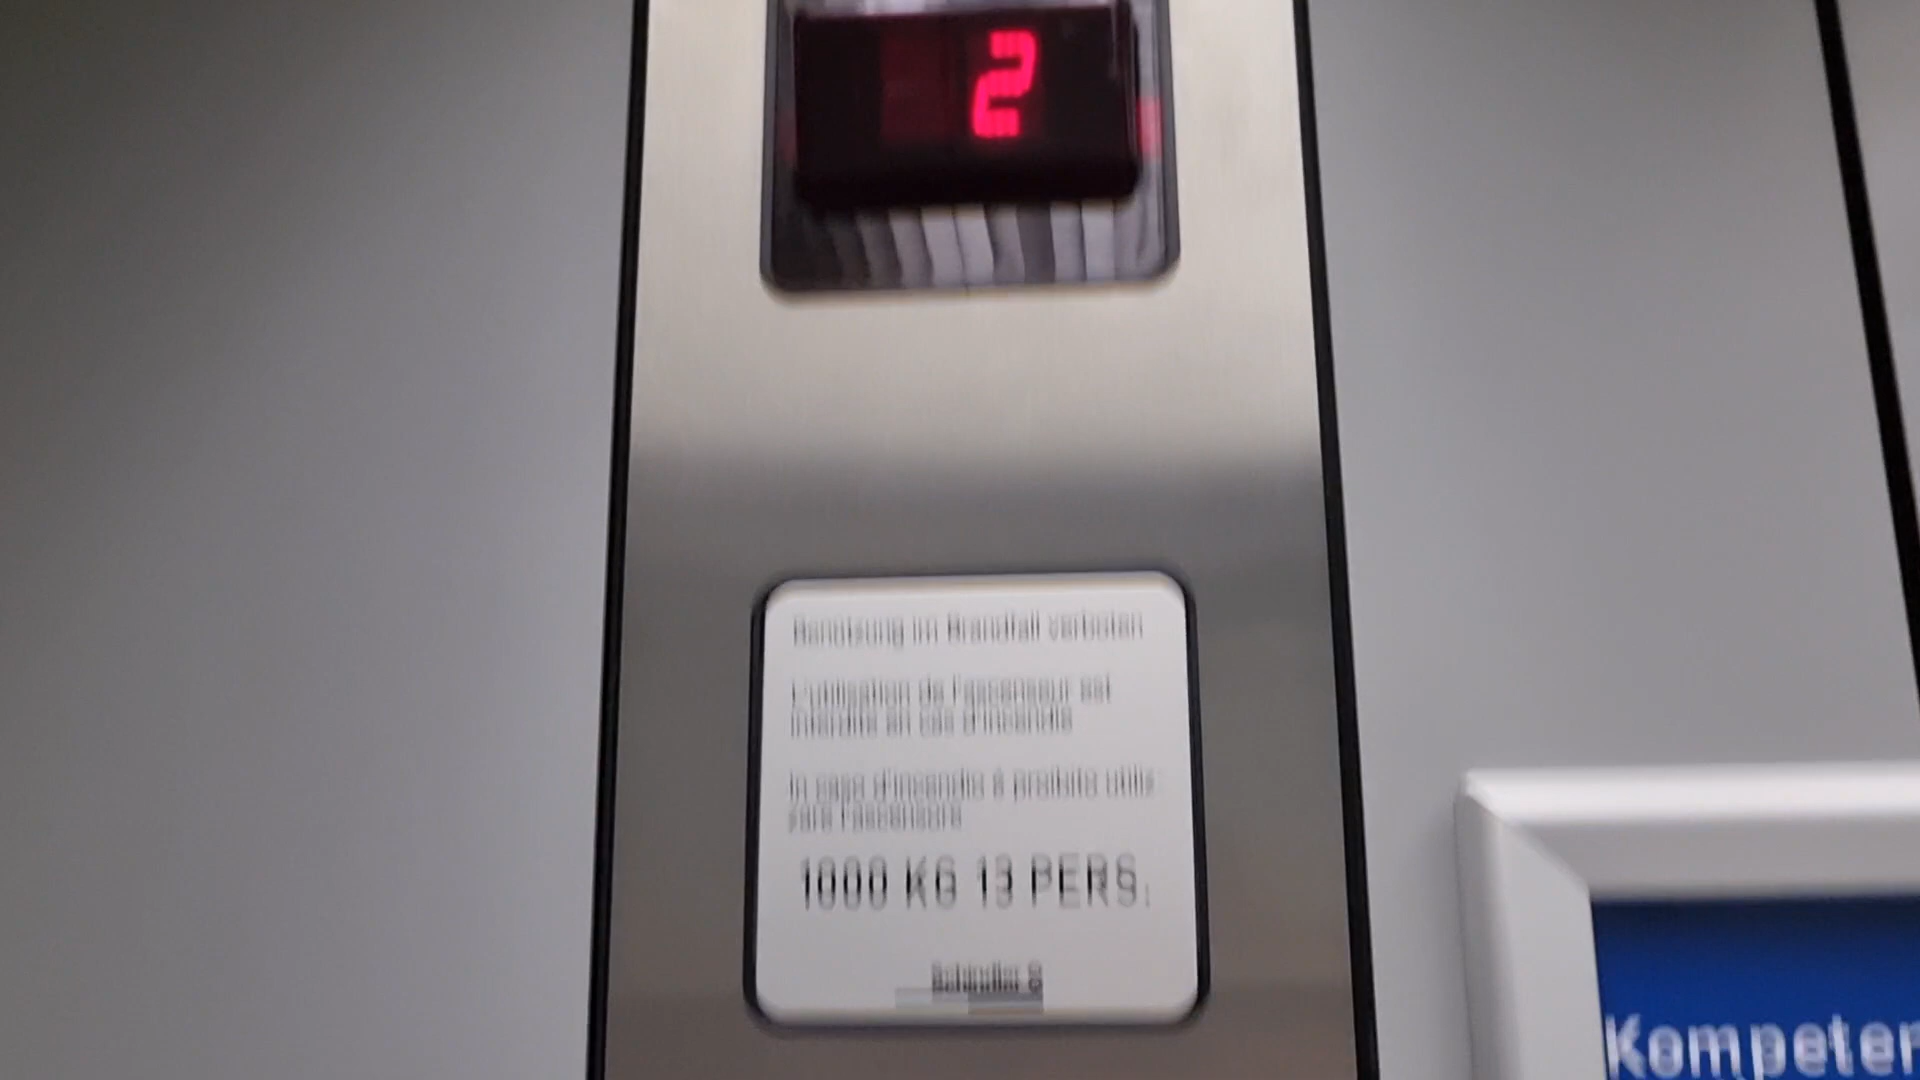 2
Benützung im Brandfall verboten
L'utilisation de l'ascenseur est
interdite en cas d'incendie
In caso d'incendio è proibito utiliz-
zare l'ascensore
1000 KG 13 PERS.
Schindler
Kompeten